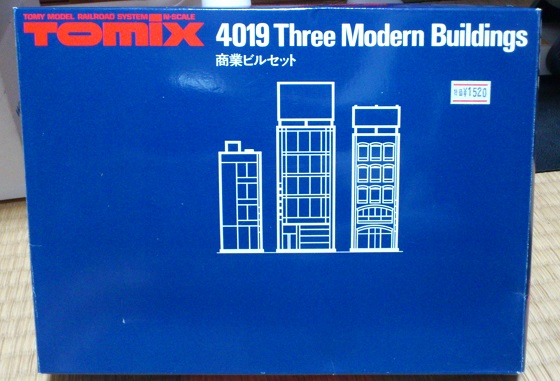 TOMY MODEL RAILROAD SYSTEM N-SCALE
TOMIX
4019 Three Modern Buildings
商業ビルセット
特価¥1520